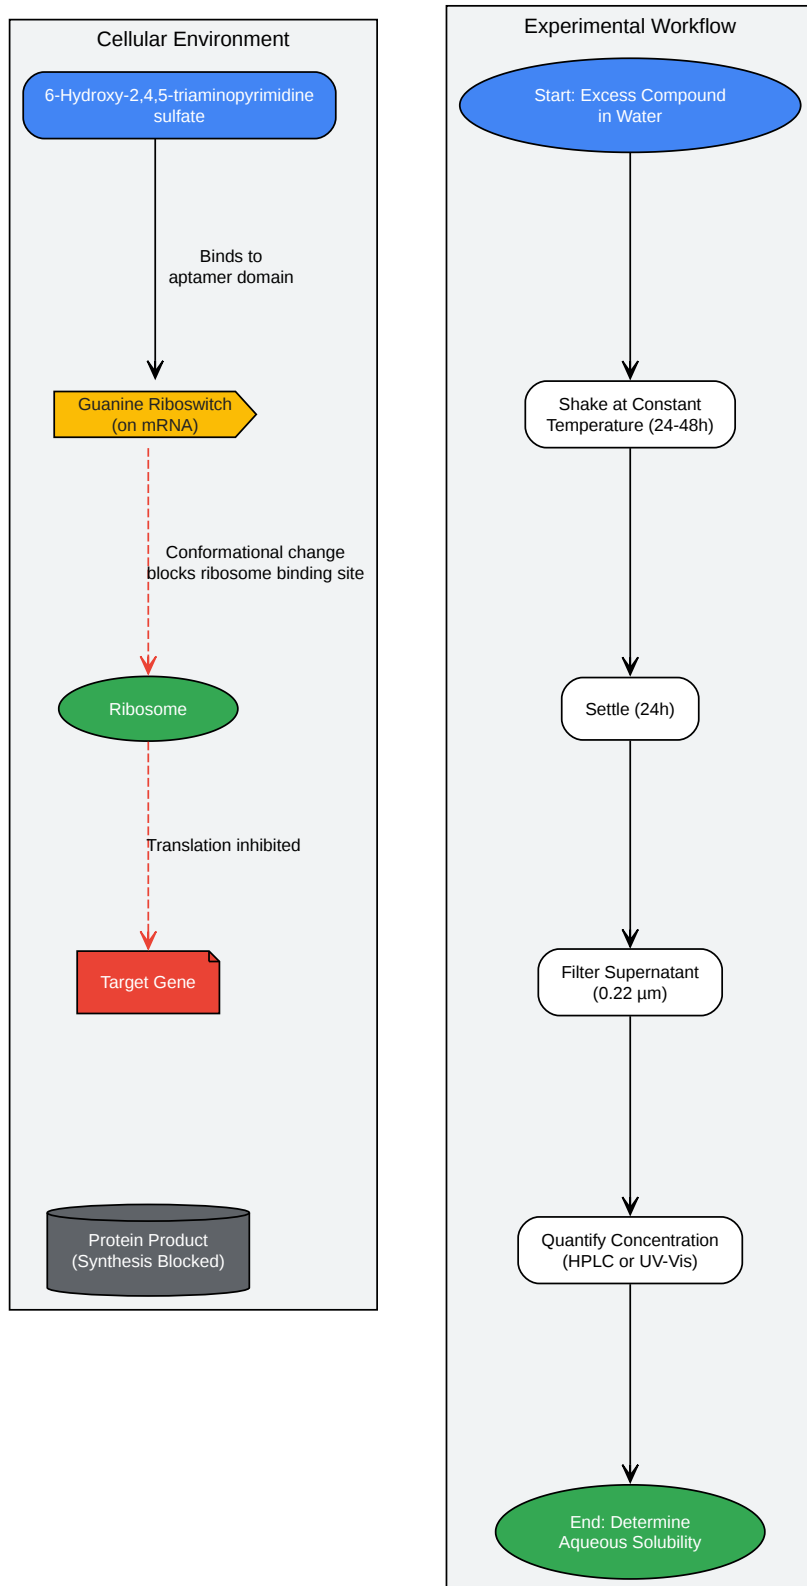 Cellular Environment
6-Hydroxy-2,4,5-triaminopyrimidine
sulfate
Binds to
aptamer domain
Guanine Riboswitch
(on mRNA)
Conformational change
blocks ribosome binding site
Ribosome
Translation inhibited
Target Gene
Protein Product
(Synthesis Blocked)
Experimental Workflow
Start: Excess Compound
in Water
Shake at Constant
Temperature (24-48h)
Settle (24h)
Filter Supernatant
(0.22 µm)
Quantify Concentration
(HPLC or UV-Vis)
End: Determine
Aqueous Solubility